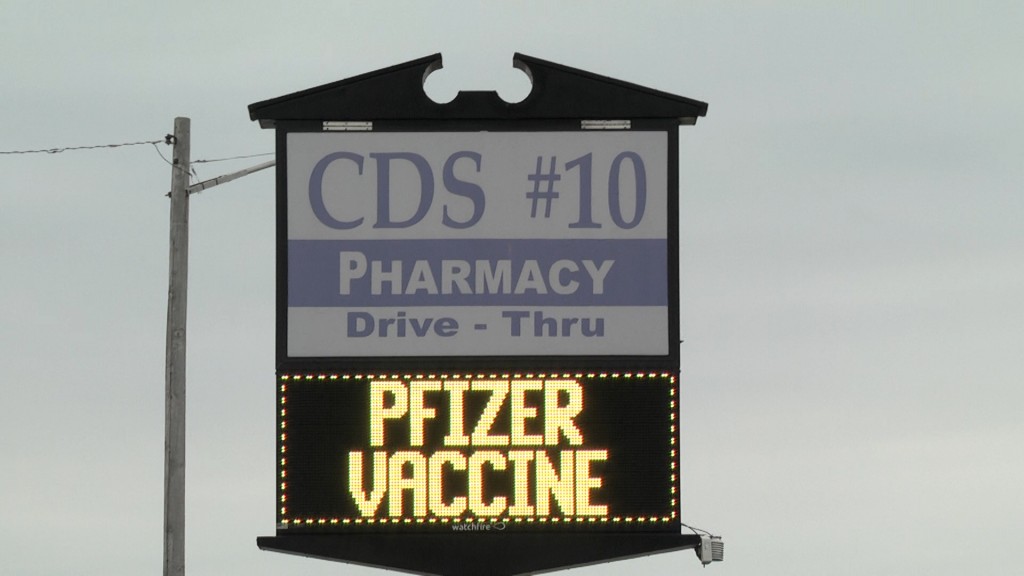 CDS #10
PHARMACY
Drive - Thru
PFIZER
VACCINE
watchfire